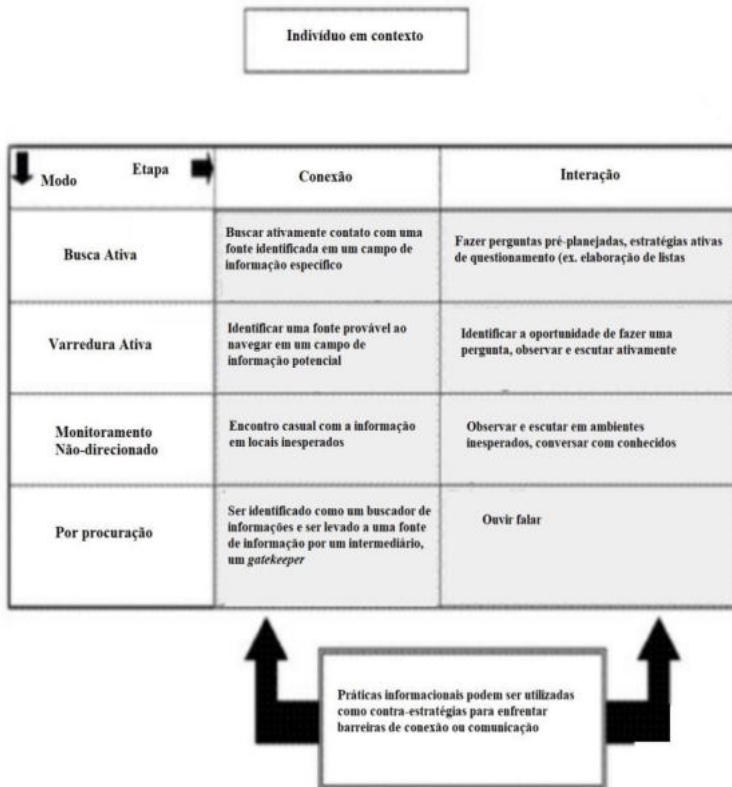 Indivíduo em contexto
Etapa
Modo
Conexão
Interação
Busca Ativa
Buscar ativamente contato com uma
fonte identificada em um campo de
informação específico
Fazer perguntas pré-planejadas, estratégias ativas
de questionamento (ex. elaboração de listas
Varredura Ativa
Identificar uma fonte provável ao
navegar em um campo de
informação potencial
Identificar a oportunidade de fazer uma
pergunta, observar e escutar ativamente
Monitoramento
Não-direcionado
Encontro casual com a informação
em locais inesperados
Observar e escutar em ambientes
inesperados, conversar com conhecidos
Por procuração
Ser identificado como um buscador de
informações e ser levado a uma fonte
de informação por um intermediário,
um gatekeeper
Ouvir falar
Práticas informacionais podem ser utilizadas
como contra-estratégias para enfrentar
barreiras de conexão ou comunicação